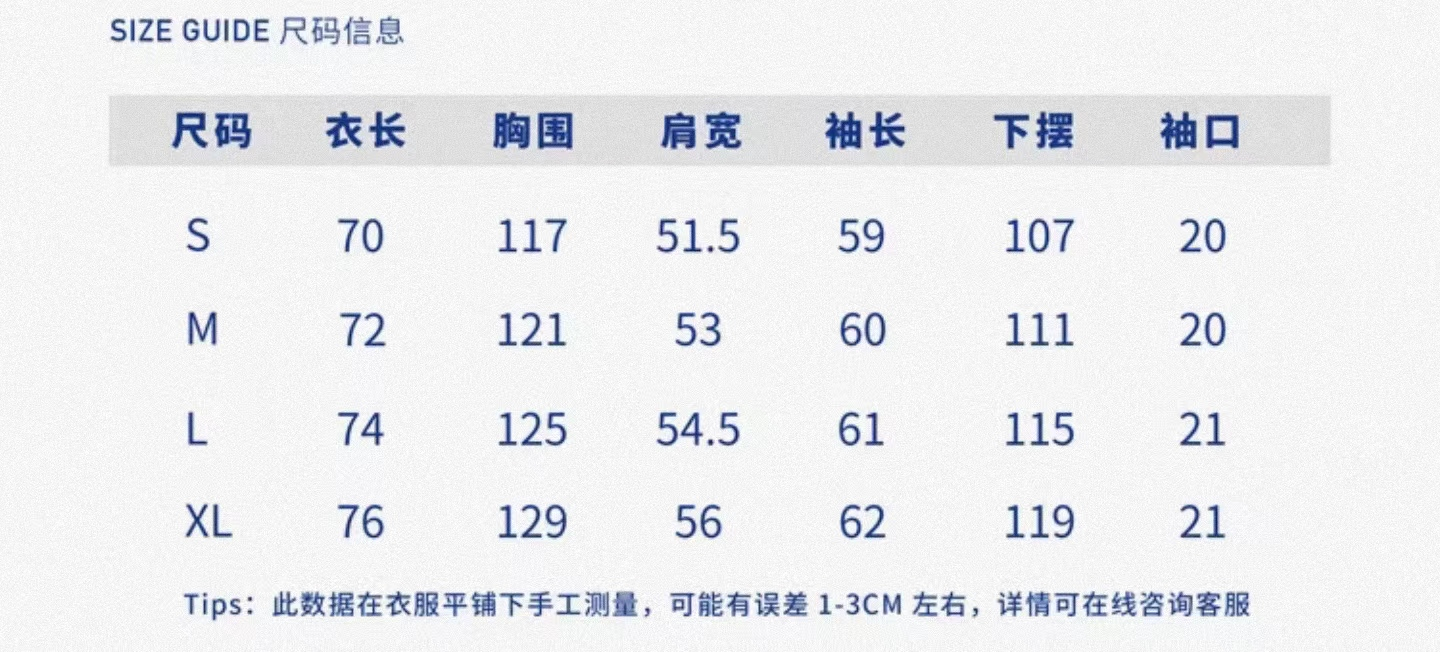 SIZE GUIDE 尺码信息
尺码 衣长 胸围 肩宽 袖长 下摆 袖口
S 70 117 51.5 59 107 20
M 72 121 53 60 111 20
L 74 125 54.5 61 115 21
XL 76 129 56 62 119 21
Tips：此数据在衣服平铺下手工测量，可能有误差 1-3CM 左右，详情可在线咨询客服